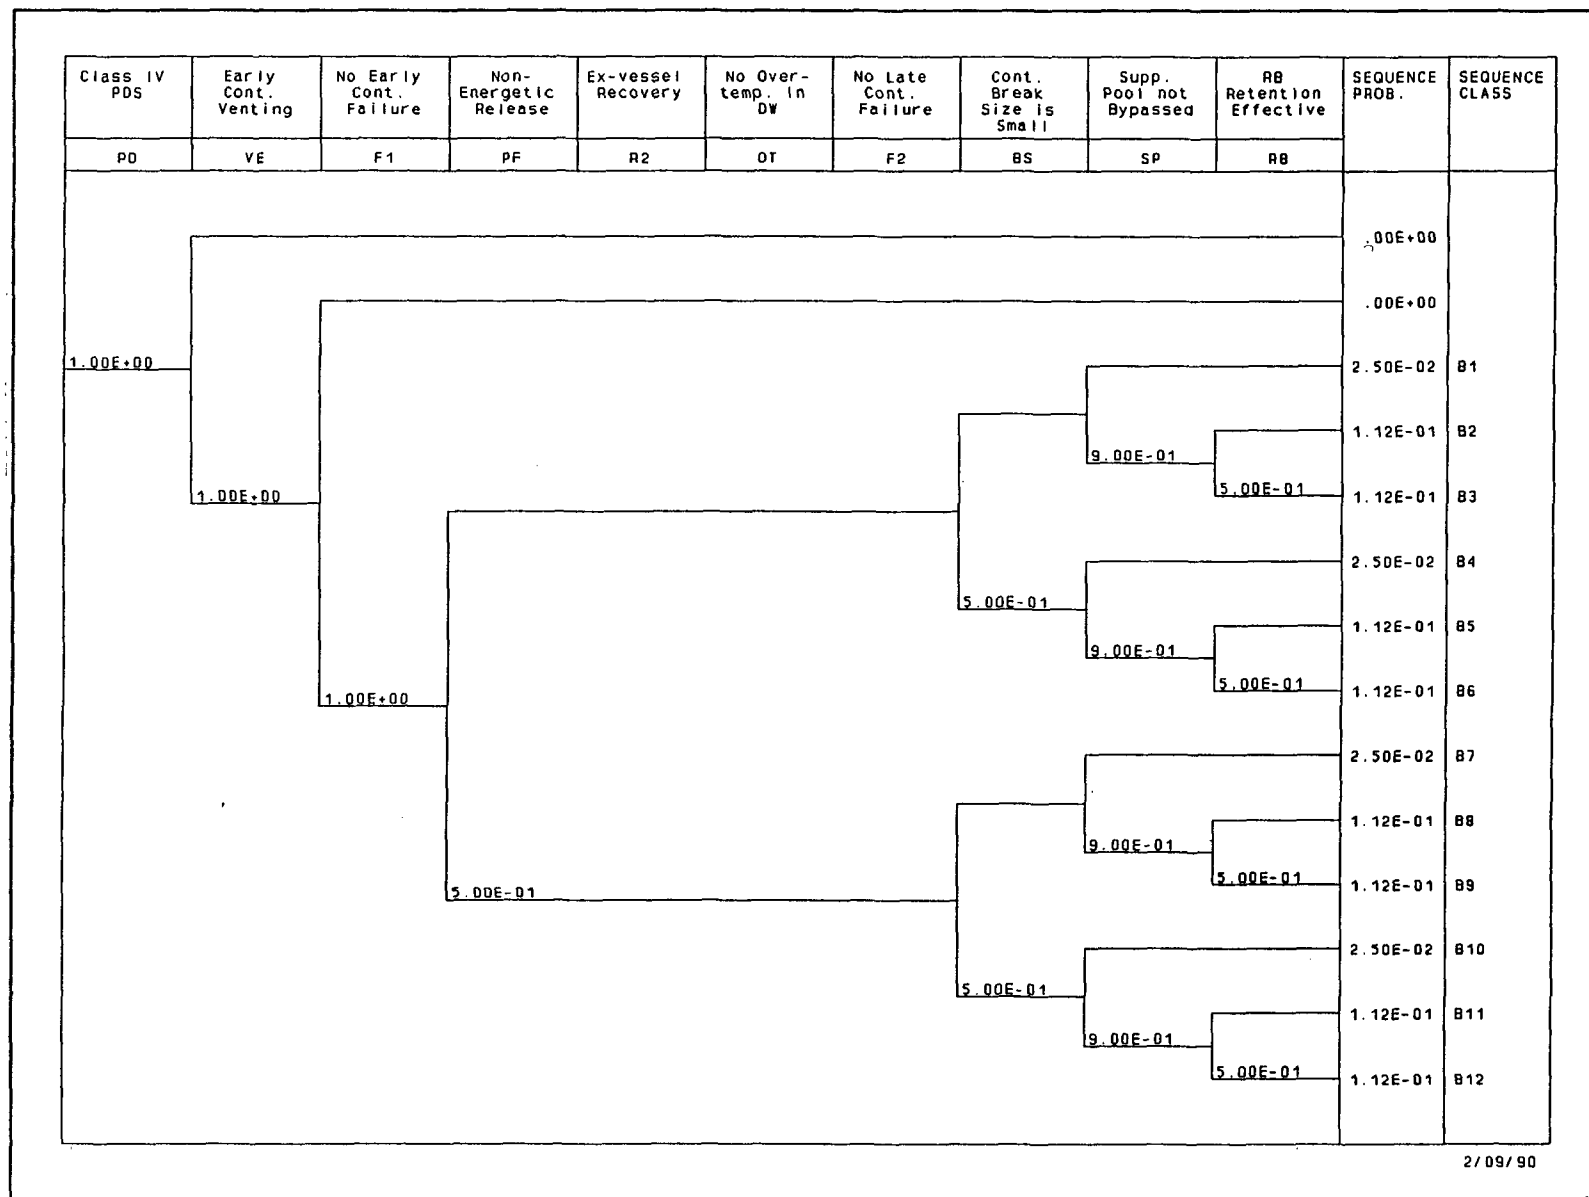 Class IV PDS
Early Cont. Venting
No Early Cont. Failure
Non-Energetic Release
Ex-vessel Recovery
No Over-temp. in DW
No Late Cont. Failure
Cont. Break Size is Small
Supp. Pool not Bypassed
RB Retention Effective
SEQUENCE PROB.
SEQUENCE CLASS
PD VE F1 PF R2 OT F2 BS SP RB
.00E+00
.00E+00
1.00E+00
2.50E-02 B1
1.12E-01 B2
9.00E-01
1.00E+00
5.00E-01
1.12E-01 B3
2.50E-02 B4
5.00E-01
1.12E-01 B5
9.00E-01
1.00E+00
5.00E-01
1.12E-01 B6
2.50E-02 B7
1.12E-01 B8
9.00E-01
5.00E-01
5.00E-01
1.12E-01 B9
2.50E-02 B10
5.00E-01
1.12E-01 B11
9.00E-01
5.00E-01
1.12E-01 B12
2/09/90